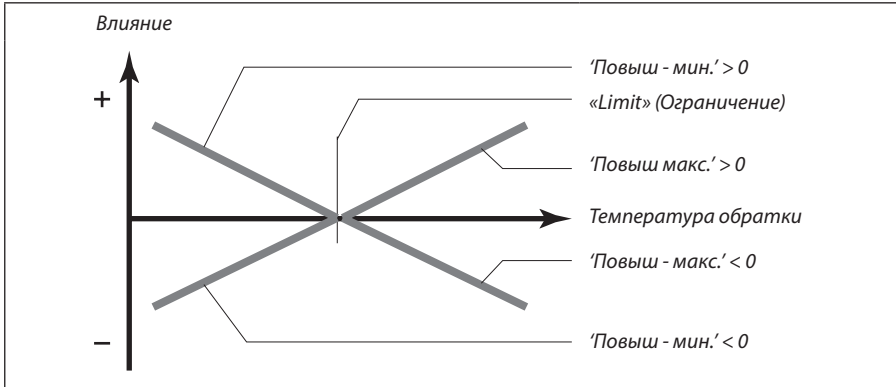 Влияние
+
‘Повыш - мин.’ > 0
«Limit» (Ограничение)
‘Повыш макс.’ > 0
Температура обратки
‘Повыш - макс.’ < 0
‘Повыш - мин.’ < 0
–